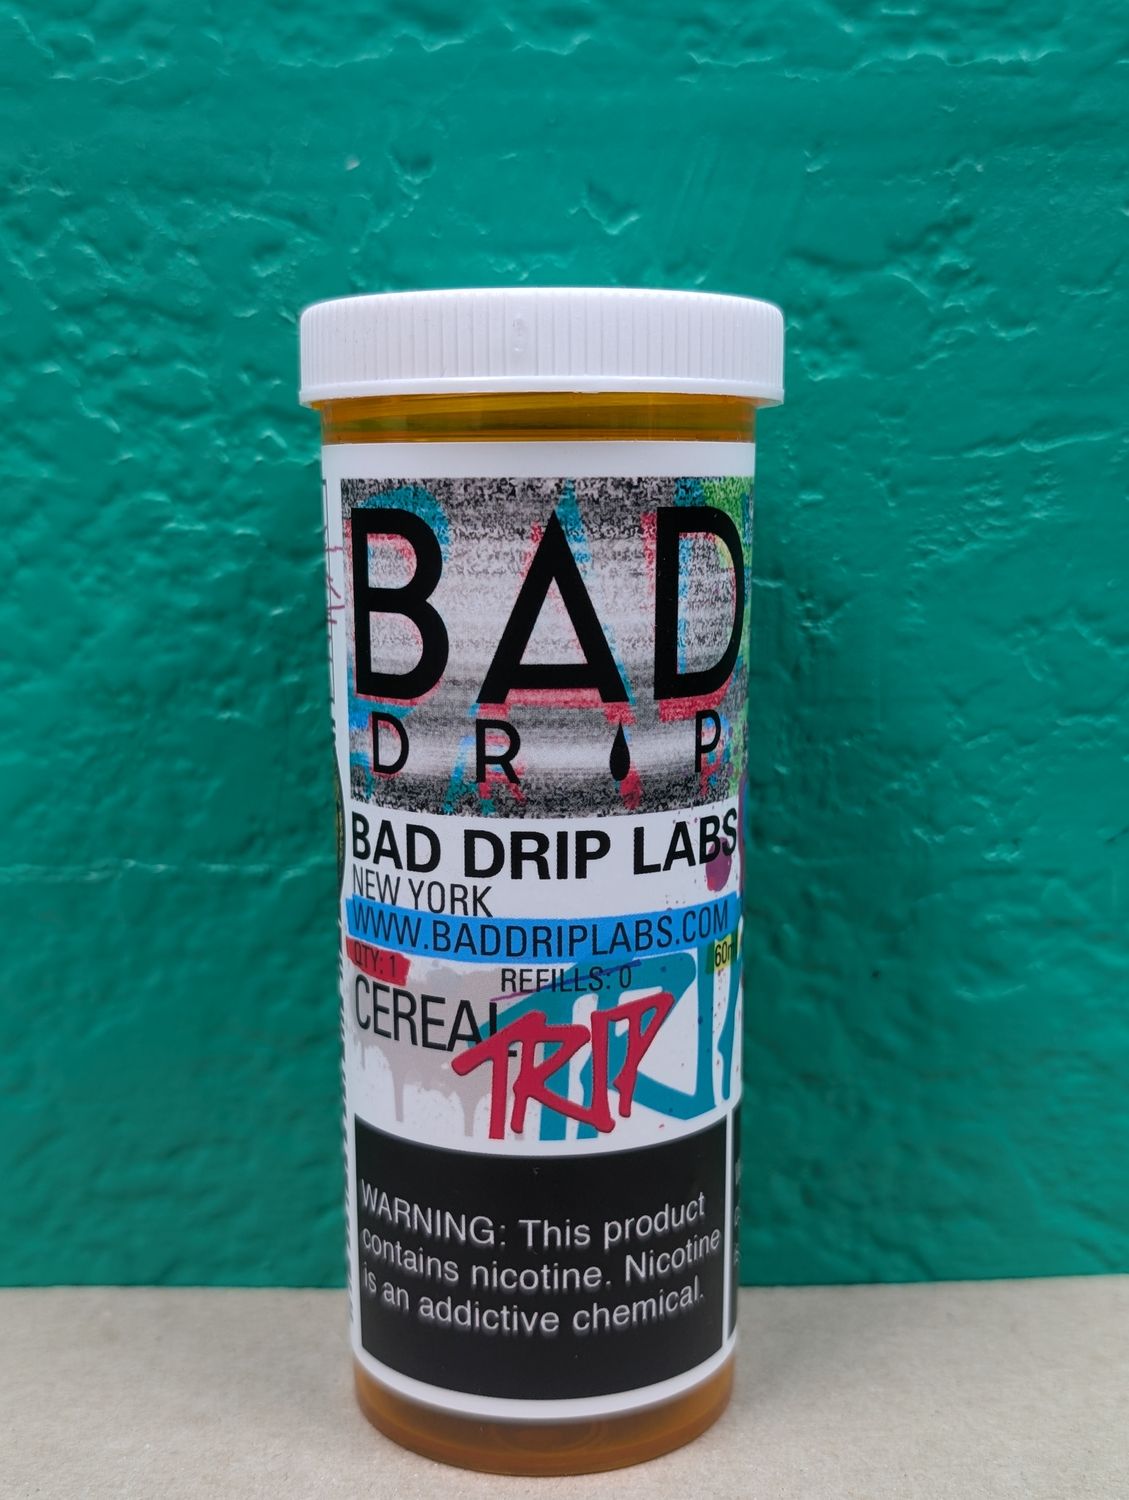 BAD
DRIP
BAD DRIP LABS
NEW YORK
WWW.BADDRIPLABS.COM
QTY: 1
REFILLS: 0
CEREAL
TRIP
WARNING: This product
contains nicotine. Nicotine
is an addictive chemical.